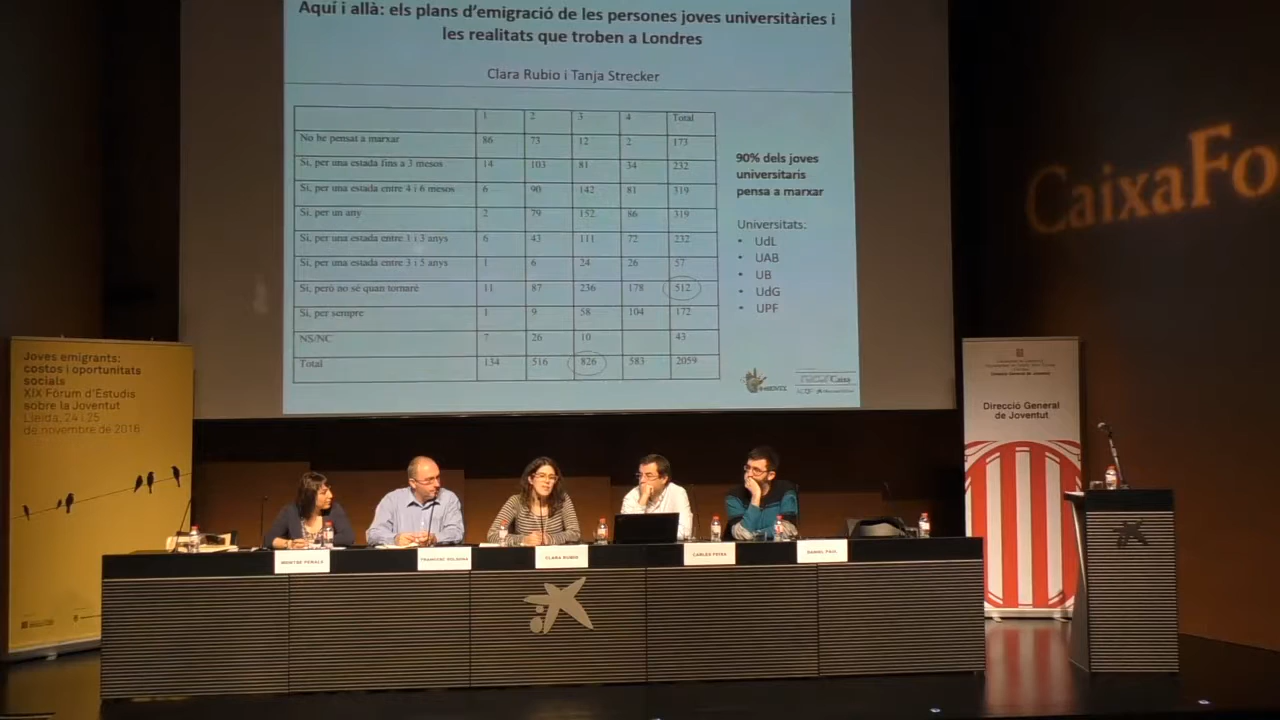 Aquí i allà: els plans d'emigració de les persones joves universitàries i
les realitats que troben a Londres
Clara Rubio i Tanja Strecker
1 2 3 4 Total
No he pensat a marxar 86 73 12 2 173
Sí, per una estada fins a 3 mesos 14 103 81 34 232
Sí, per una estada entre 4 i 6 mesos 6 90 142 81 319
Sí, per un any 2 79 152 86 319
Sí, per una estada entre 1 i 3 anys 6 43 111 72 232
Sí, per una estada entre 3 i 5 anys 1 6 24 26 57
Sí, però no sé quan tornaré 11 87 236 178 512
Sí, per sempre 1 9 58 104 172
NS/NC 7 26 10 43
Total 134 516 826 583 2059
90% dels joves
universitaris
pensa a marxar
Universitats:
• UdL
• UAB
• UB
• UdG
• UPF
CaixaFo
Joves emigrants:
costos i oportunitats
socials
XIX Fòrum d'Estudis
sobre la Joventut
Lleida, 24 i 25
de novembre de 2016
Direcció General
de Joventut
MONTSE PENALS
CLARA RUBIO
CARLES FEIXA
DANIEL PAUL